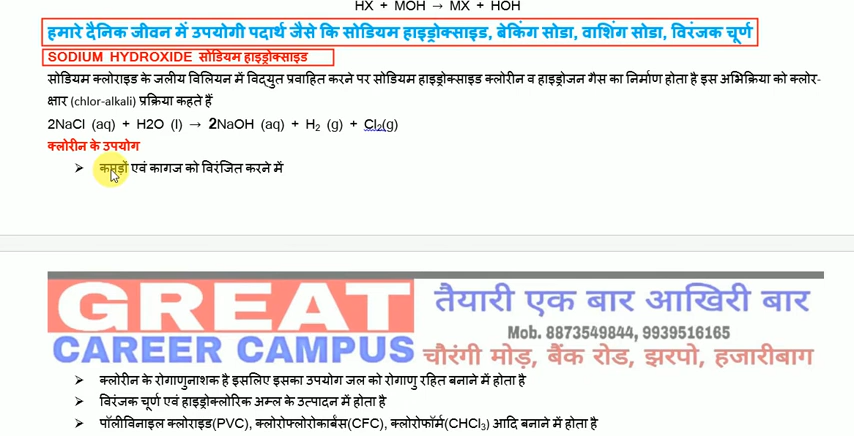 HX + MOH → MX + HOH
हमारे दैनिक जीवन में उपयोगी पदार्थ जैसे कि सोडियम हाइड्रोक्साइड, बेकिंग सोडा, वाशिंग सोडा, विरंजक चूर्ण
SODIUM HYDROXIDE सोडियम हाइड्रोक्साइड
सोडियम क्लोराइड के जलीय विलियन में विद्युत प्रवाहित करने पर सोडियम हाइड्रोक्साइड क्लोरीन व हाइड्रोजन गैस का निर्माण होता है इस अभिक्रिया को क्लोर-
क्षार (chlor-alkali) प्रक्रिया कहते हैं
2NaCl (aq) + H2O (l) → 2NaOH (aq) + H₂ (g) + Cl₂(g)
क्लोरीन के उपयोग
➢ कपड़ों एवं कागज को विरंजित करने में
GREAT
CAREER CAMPUS
तैयारी एक बार आखिरी बार
Mob. 8873549844, 9939516165
चौरंगी मोड़, बैंक रोड, झरपो, हजारीबाग
➢ क्लोरीन के रोगाणुनाशक है इसलिए इसका उपयोग जल को रोगाणु रहित बनाने में होता है
➢ विरंजक चूर्ण एवं हाइड्रोक्लोरिक अम्ल के उत्पादन में होता है
➢ पॉलीविनाइल क्लोराइड(PVC), क्लोरोफ्लोरोकार्बंस(CFC), क्लोरोफॉर्म(CHCl₃) आदि बनाने में होता है